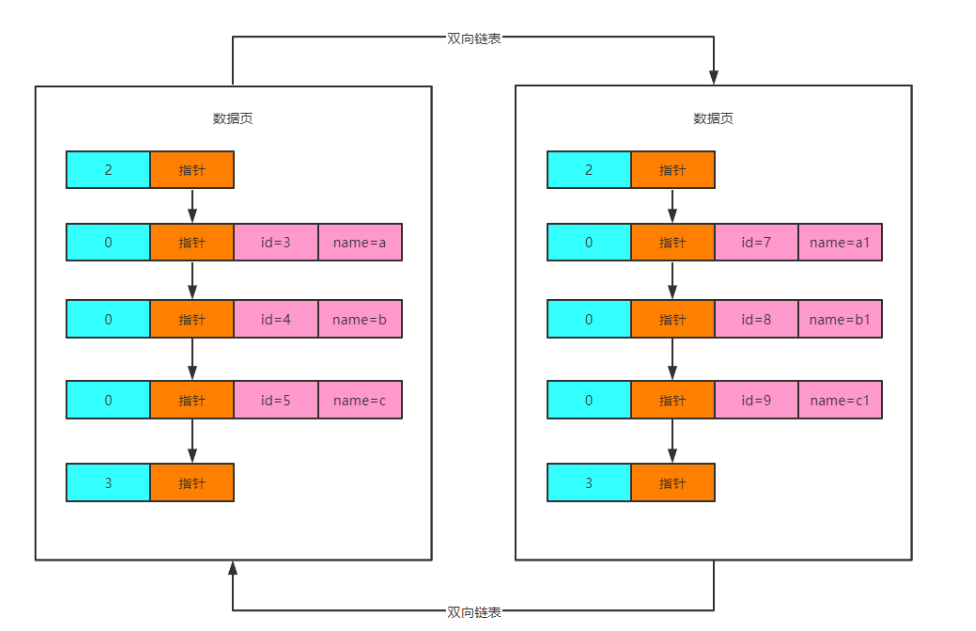 双向链表
数据页
数据页
2 指针
2 指针
0 指针 id=3 name=a
0 指针 id=7 name=a1
0 指针 id=4 name=b
0 指针 id=8 name=b1
0 指针 id=5 name=c
0 指针 id=9 name=c1
3 指针
3 指针
双向链表